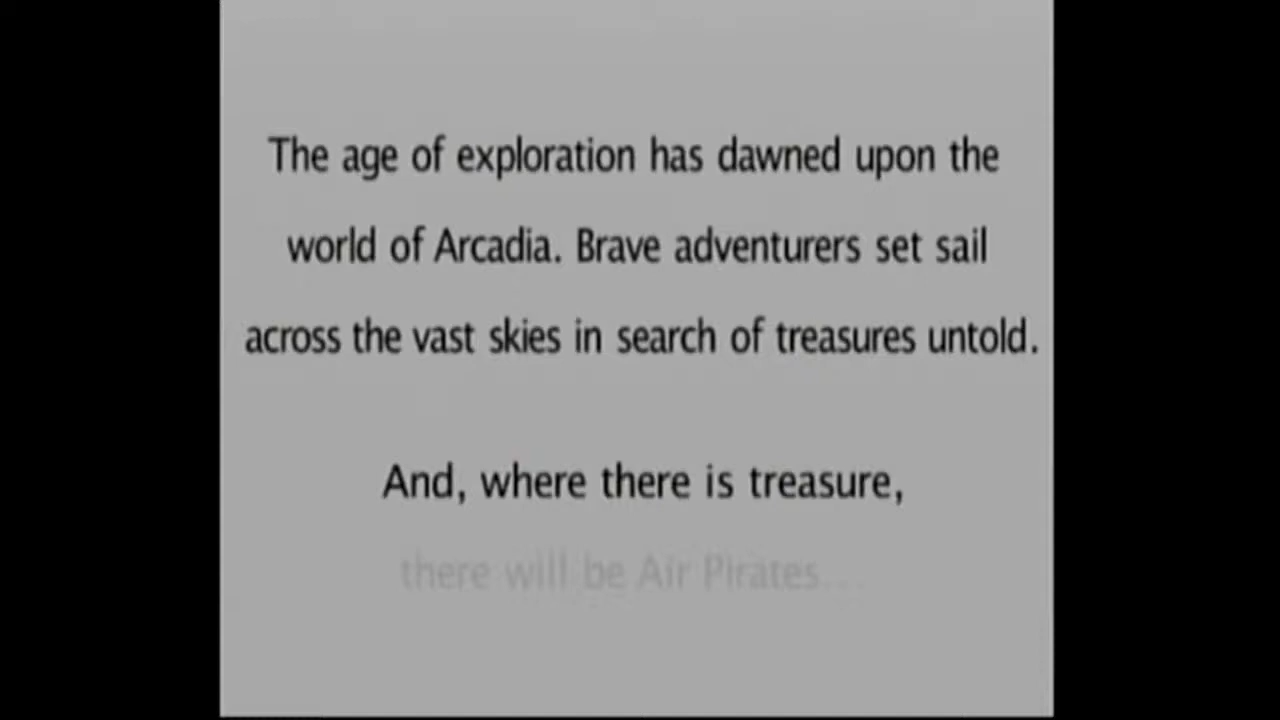 The age of exploration has dawned upon the
world of Arcadia. Brave adventurers set sail
across the vast skies in search of treasures untold.
And, where there is treasure,
there will be Air Pirates...